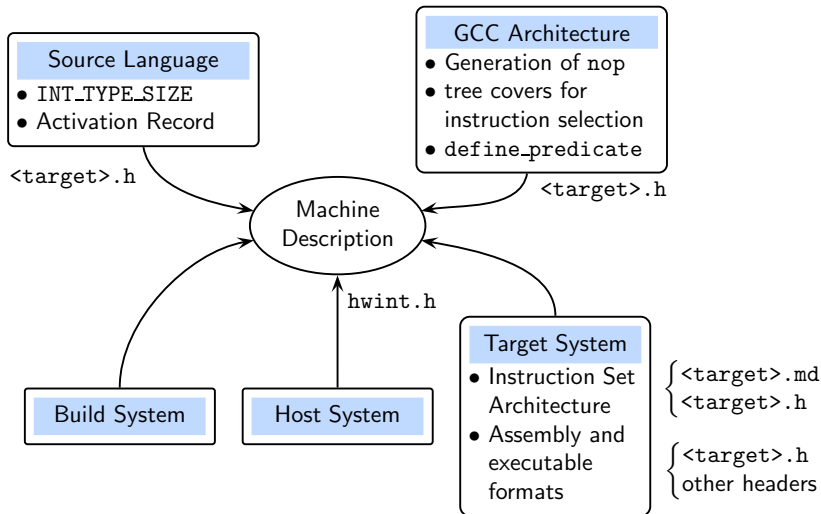 Source Language
• INT_TYPE_SIZE
• Activation Record
<target>.h
GCC Architecture
• Generation of nop
• tree covers for
instruction selection
• define_predicate
<target>.h
Machine
Description
hwint.h
Build System
Host System
Target System
• Instruction Set
Architecture
• Assembly and
executable
formats
<target>.md
<target>.h
<target>.h
other headers